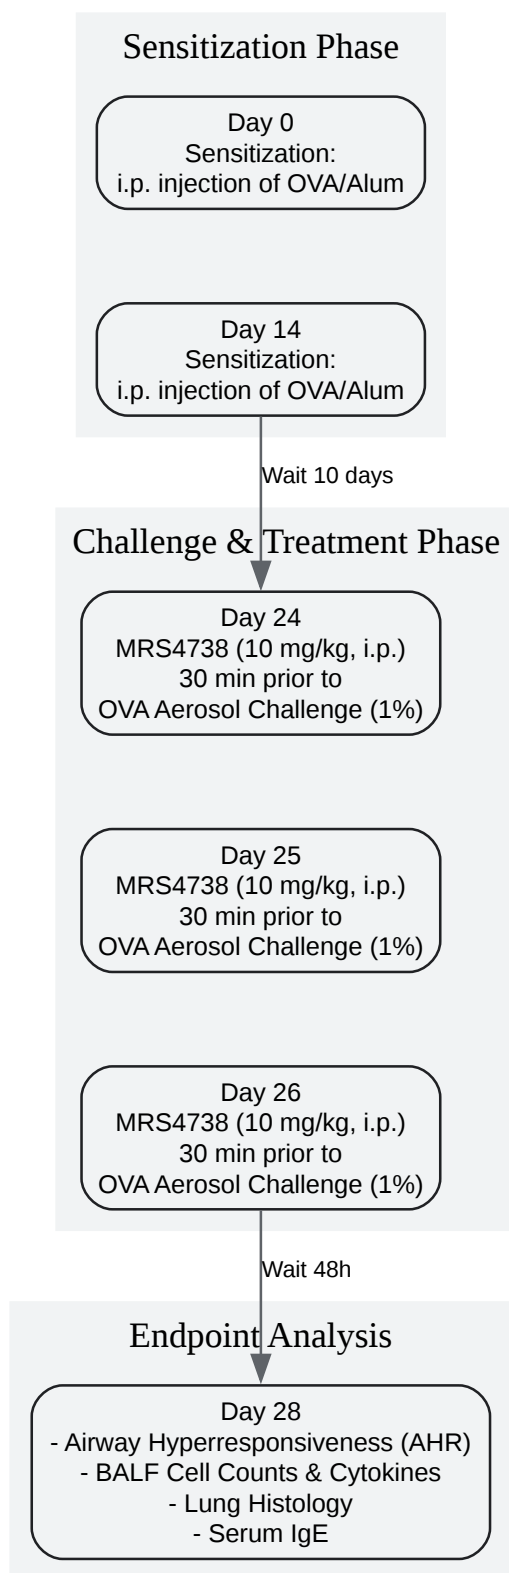 Sensitization Phase
Day 0
Sensitization:
i.p. injection of OVA/Alum
Day 14
Sensitization:
i.p. injection of OVA/Alum
Wait 10 days
Challenge & Treatment Phase
Day 24
MRS4738 (10 mg/kg, i.p.)
30 min prior to
OVA Aerosol Challenge (1%)
Day 25
MRS4738 (10 mg/kg, i.p.)
30 min prior to
OVA Aerosol Challenge (1%)
Day 26
MRS4738 (10 mg/kg, i.p.)
30 min prior to
OVA Aerosol Challenge (1%)
Wait 48h
Endpoint Analysis
Day 28
- Airway Hyperresponsiveness (AHR)
- BALF Cell Counts & Cytokines
- Lung Histology
- Serum IgE